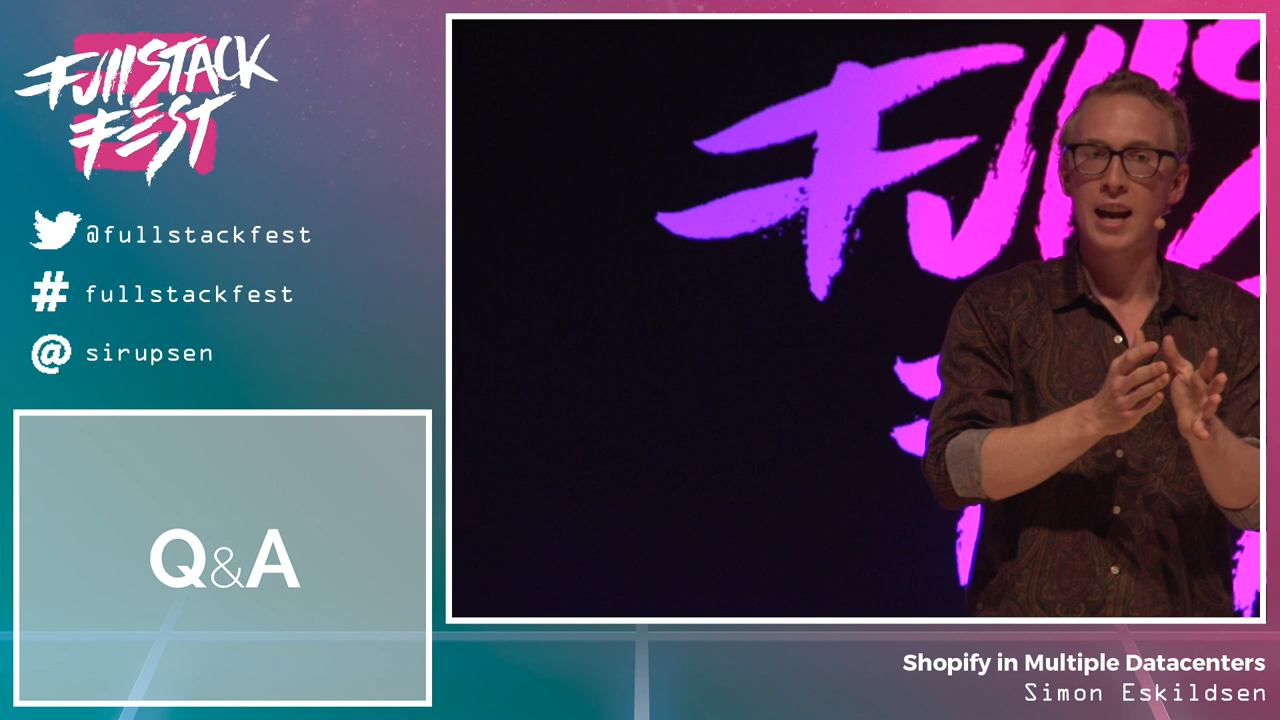 FullSTACK
FEST
@fullstackfest
# fullstackfest
@ sirupsen
Q&A
Shopify in Multiple Datacenters
Simon Eskildsen